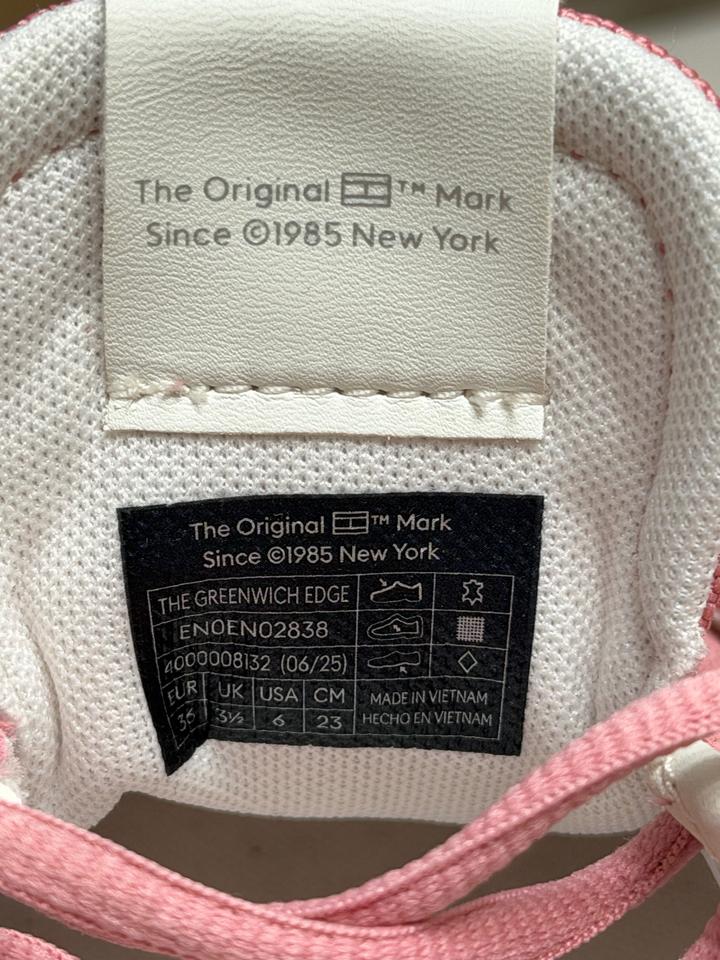 The Original ™ Mark
Since ©1985 New York
The Original ™ Mark
Since ©1985 New York
THE GREENWICH EDGE
EN0EN02838
4000008132 (06/25)
EUR UK USA CM
36 3½ 6 23
MADE IN VIETNAM
HECHO EN VIETNAM